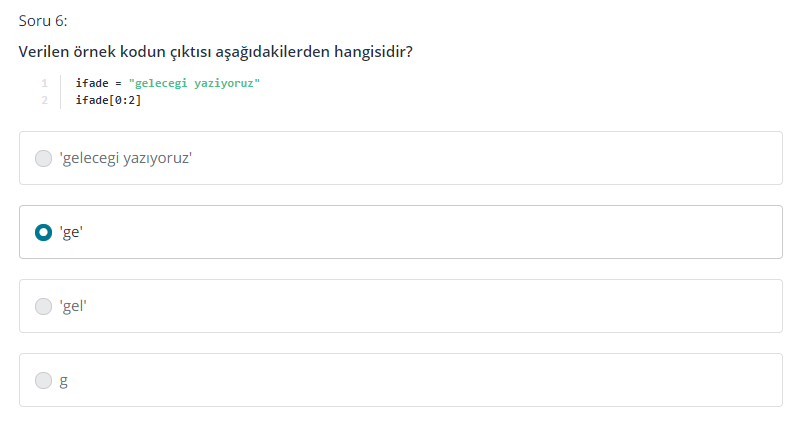 Soru 6:
Verilen örnek kodun çıktısı aşağıdakilerden hangisidir?
1 ifade = "gelecegi yaziyoruz"
2 ifade[0:2]
'gelecegi yazıyoruz'
'ge'
'gel'
g